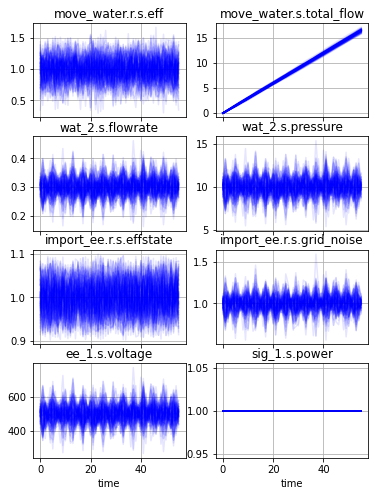 move_water.r.s.eff
move_water.s.total_flow
1.5
1.0
0.5
15
10
5
0
wat_2.s.flowrate
wat_2.s.pressure
0.4
0.3
0.2
15
10
5
import_ee.r.s.effstate
import_ee.r.s.grid_noise
1.1
1.0
0.9
1.5
1.0
ee_1.s.voltage
sig_1.s.power
600
400
1.05
1.00
0.95
0
20
40
0
20
40
time
time